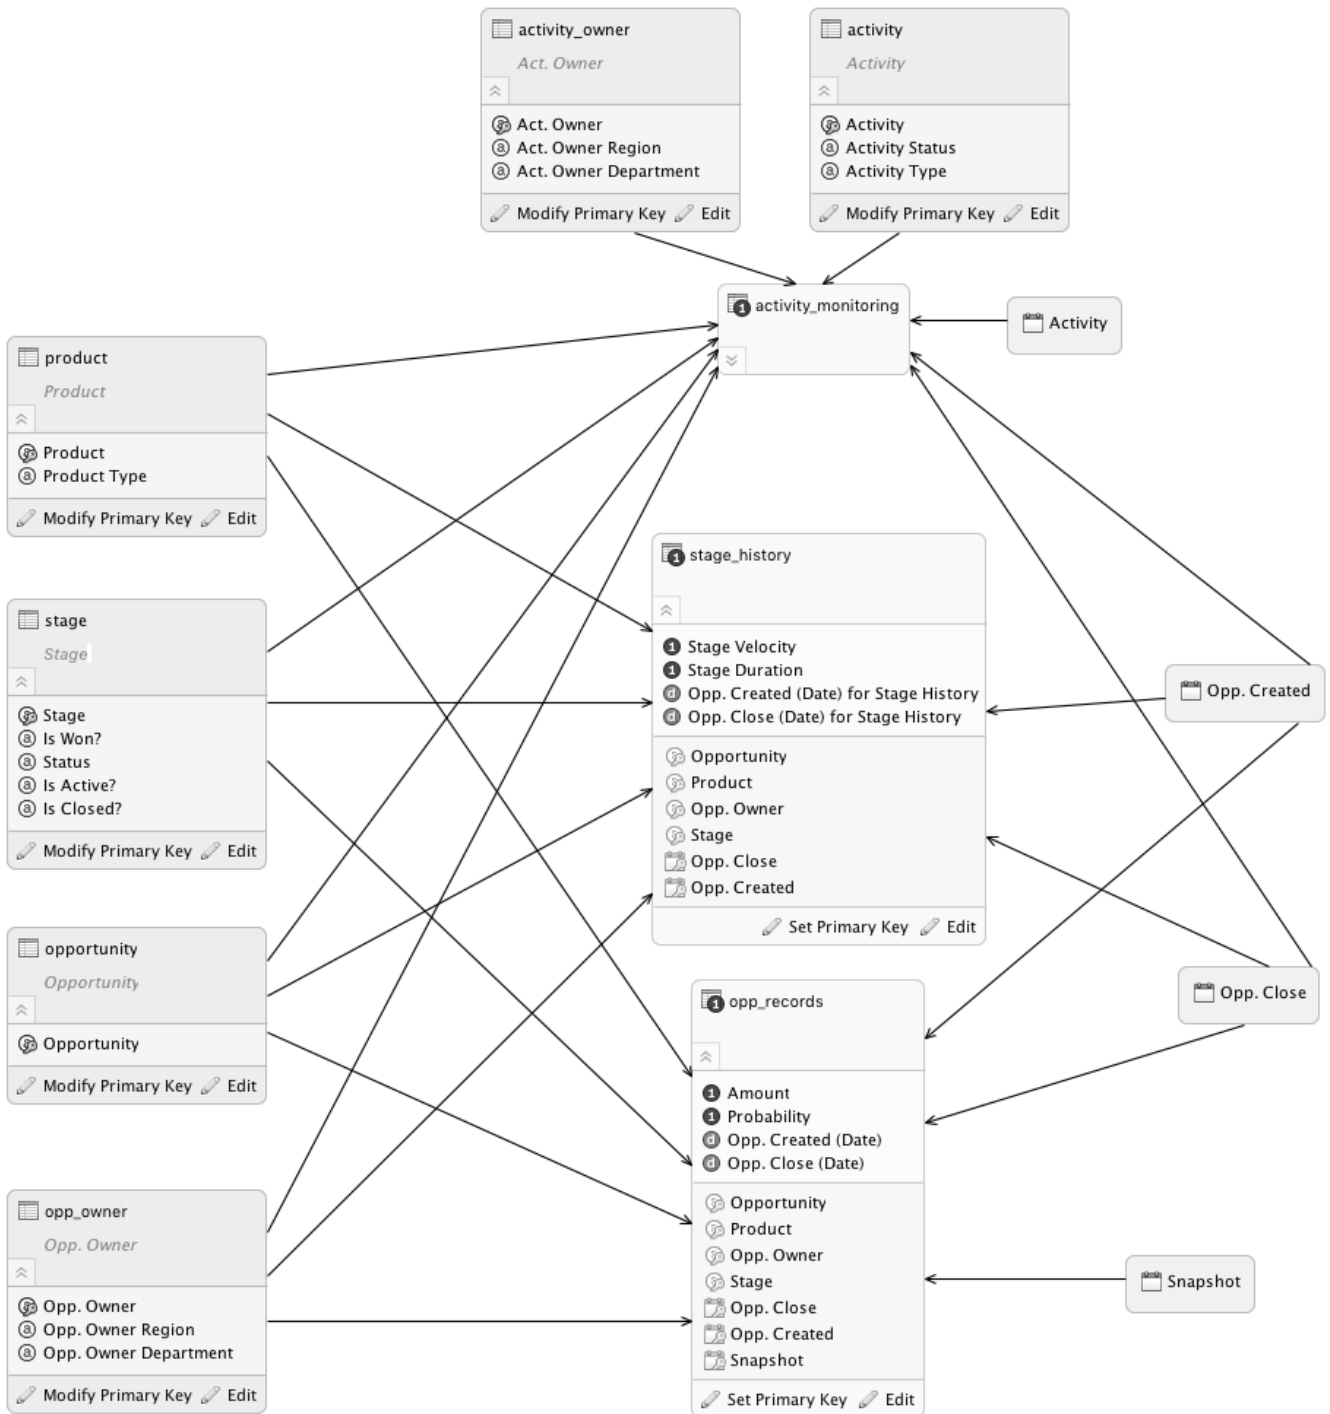 activity_owner
Act. Owner
Act. Owner
Act. Owner Region
Act. Owner Department
Modify Primary Key Edit
activity
Activity
Activity
Activity Status
Activity Type
Modify Primary Key Edit
activity_monitoring
Activity
product
Product
Product
Product Type
Modify Primary Key Edit
stage
Stage
Stage
Is Won?
Status
Is Active?
Is Closed?
Modify Primary Key Edit
stage_history
Stage Velocity
Stage Duration
Opp. Created (Date) for Stage History
Opp. Close (Date) for Stage History
Opportunity
Product
Opp. Owner
Stage
Opp. Close
Opp. Created
Set Primary Key Edit
Opp. Created
opportunity
Opportunity
Opportunity
Modify Primary Key Edit
Opp. Close
opp_records
Amount
Probability
Opp. Created (Date)
Opp. Close (Date)
Opportunity
Product
Opp. Owner
Stage
Opp. Close
Opp. Created
Snapshot
Set Primary Key Edit
Snapshot
opp_owner
Opp. Owner
Opp. Owner
Opp. Owner Region
Opp. Owner Department
Modify Primary Key Edit